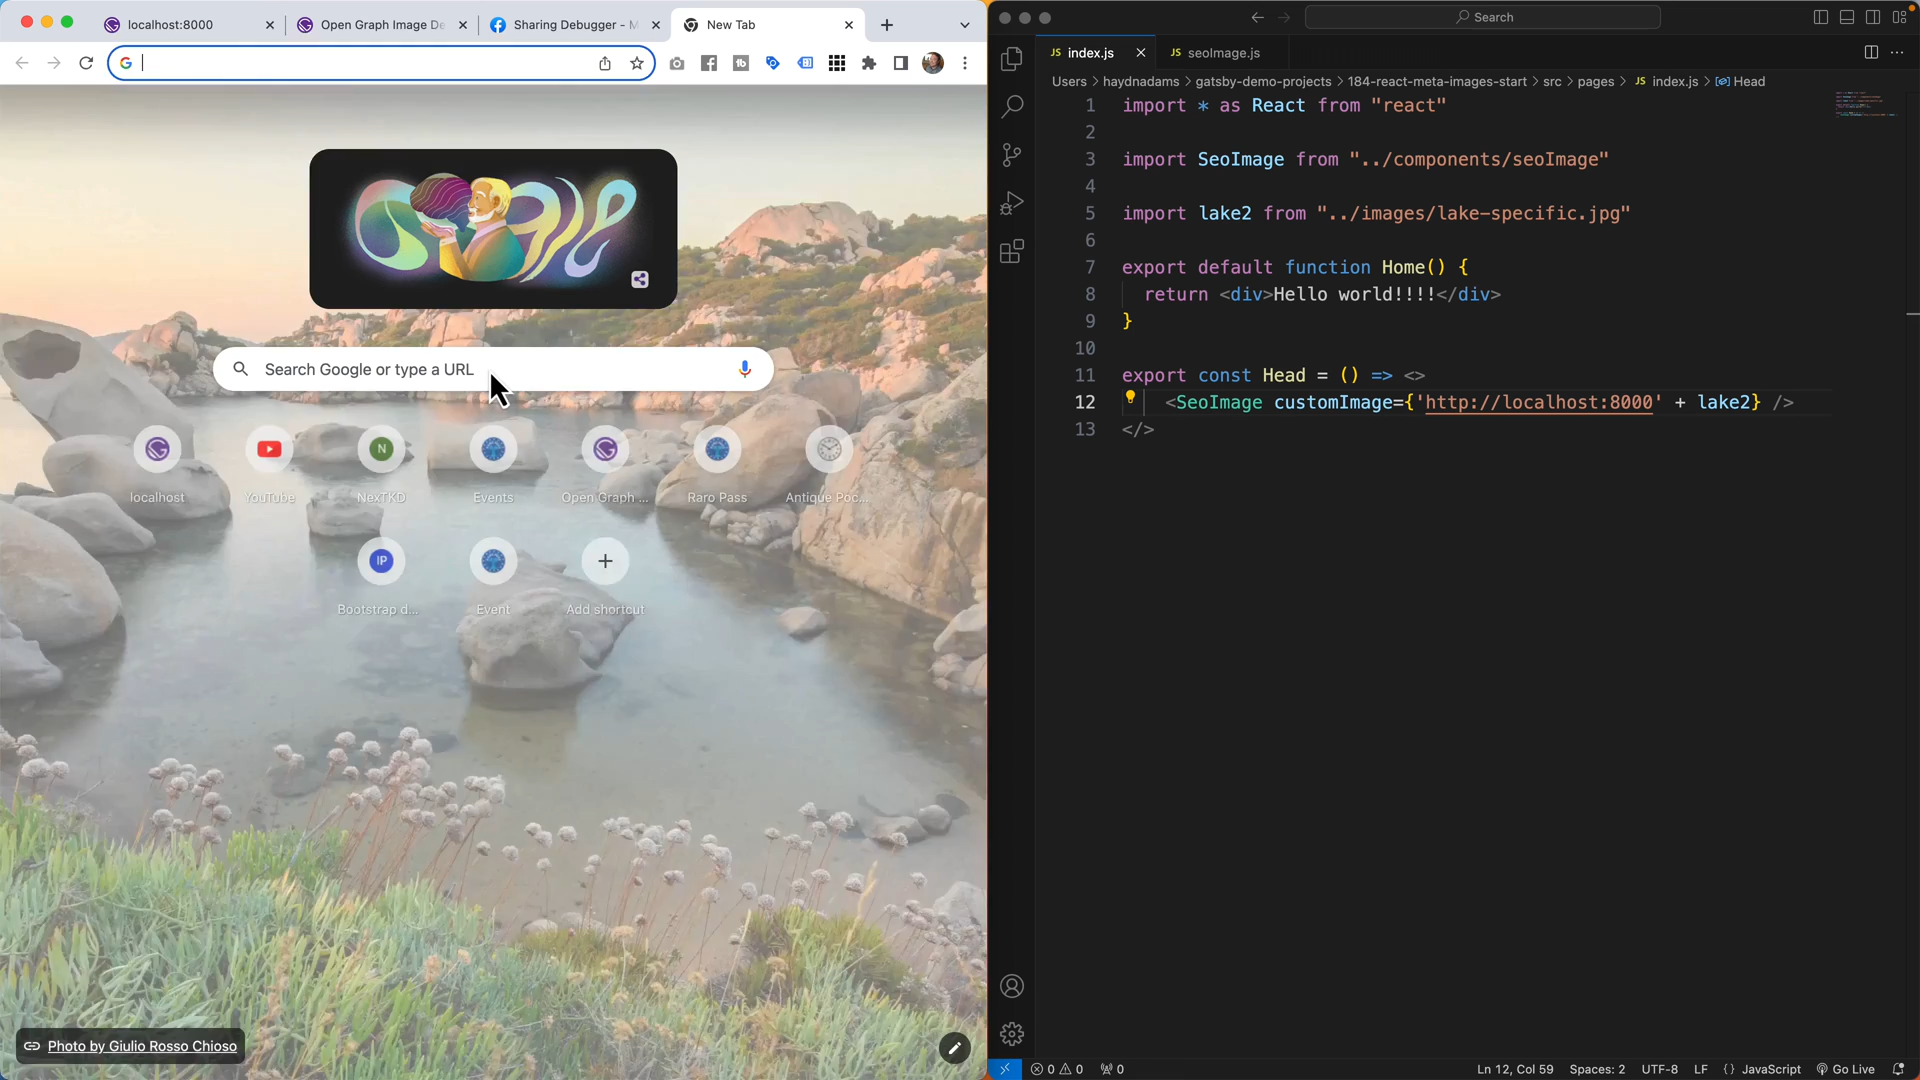 localhost:8000
Open Graph Image De
Sharing Debugger - M
New Tab
Search Google or type a URL
localhost
YouTube
N
NexTKD
Events
Open Graph ...
Raro Pass
Antique Poc...
IP
Bootstrap d...
Event
Add shortcut
Photo by Giulio Rosso Chioso
Search
JS index.js
JS seoImage.js
Users > haydnadams > gatsby-demo-projects > 184-react-meta-images-start > src > pages > JS index.js > Head
1 import * as React from "react"
2
3 import SeoImage from "../components/seoImage"
4
5 import lake2 from "../images/lake-specific.jpg"
6
7 export default function Home() {
8 return <div>Hello world!!!!</div>
9 }
10
11 export const Head = () => <>
12 <SeoImage customImage={'http://localhost:8000' + lake2} />
13 </>
0 0 0
Ln 12, Col 59 Spaces: 2 UTF-8 LF {} JavaScript Go Live